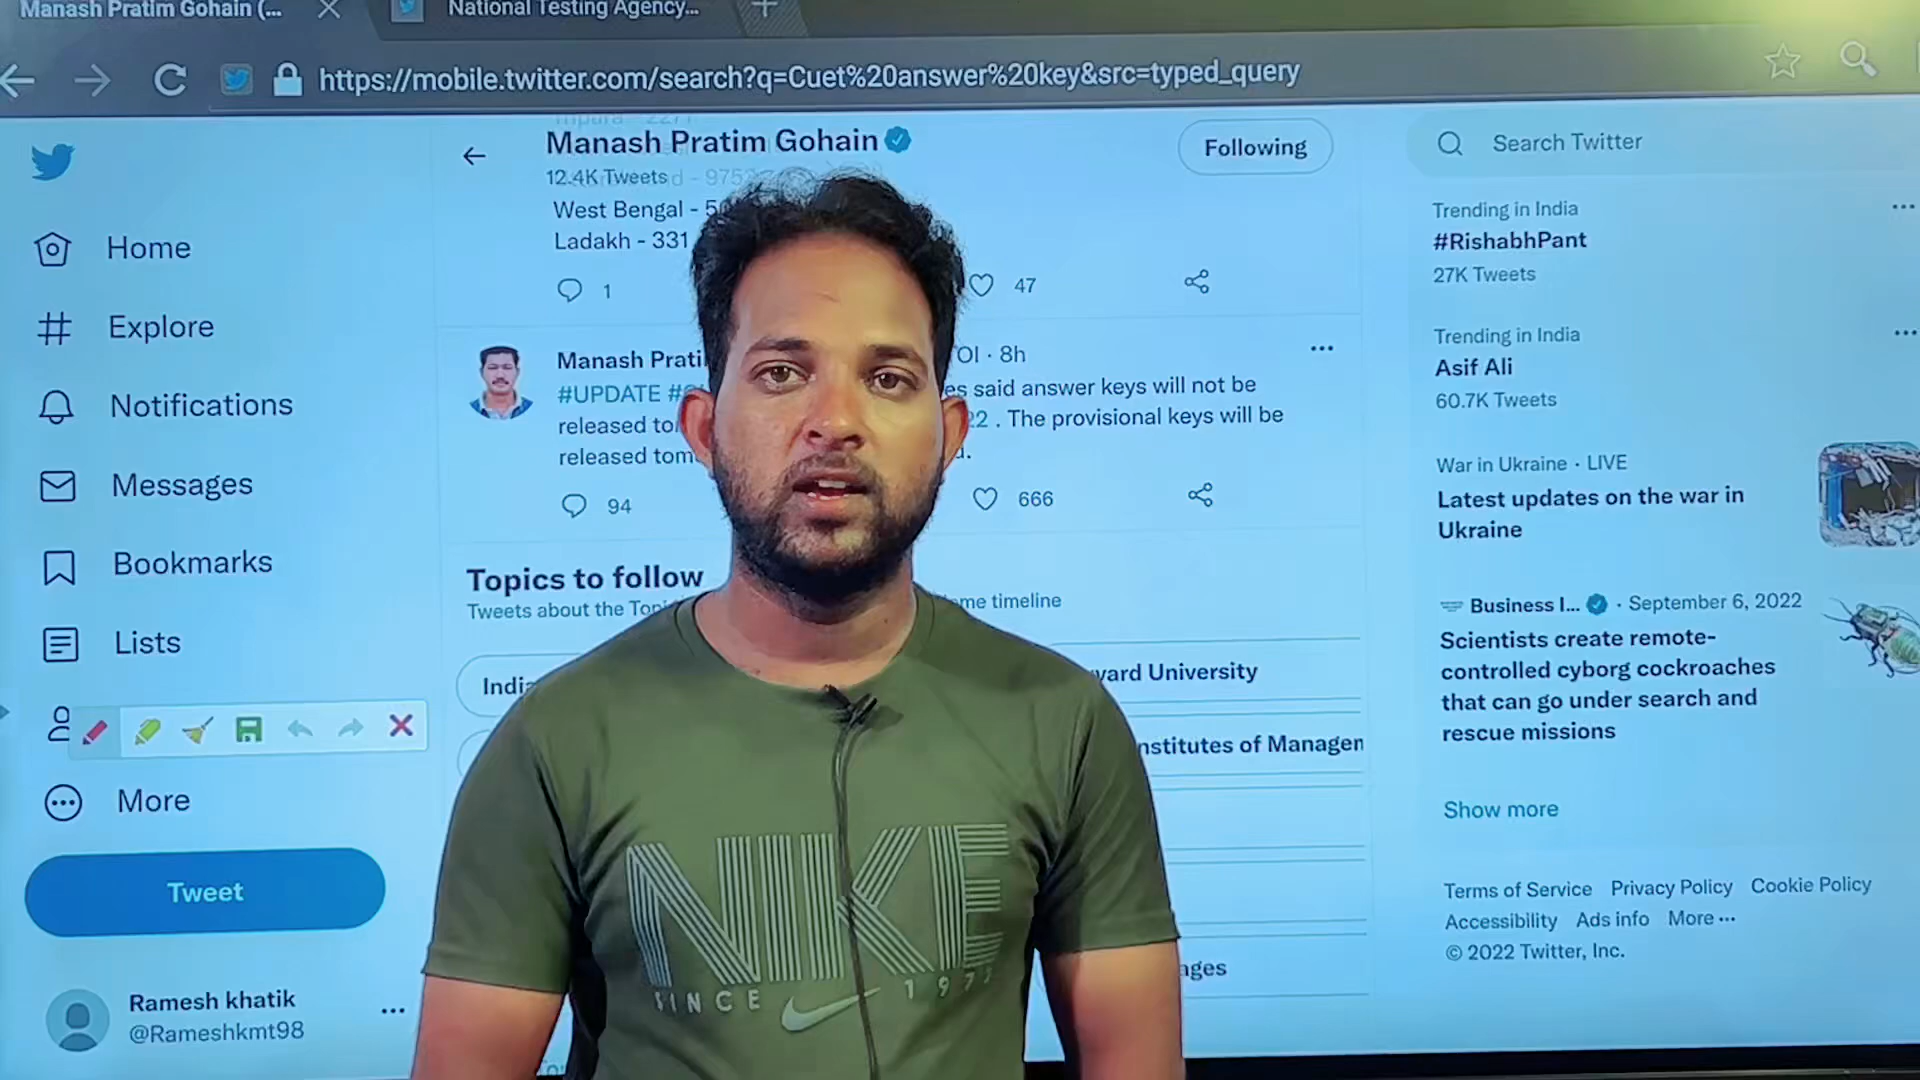 Manash Pratim Gohain (...
National Testing Agency...
https://mobile.twitter.com/search?q=Cuet%20answer%20key&src=typed_query
Manash Pratim Gohain
12.4K Tweets
Following
West Bengal - 5
Ladakh - 331
1
47
Manash Prati
OI · 8h
#UPDATE
es said answer keys will not be
released to
22 . The provisional keys will be
released tom
d.
94
666
Topics to follow
Tweets about the Topi
me timeline
India
vard University
nstitutes of Managem
ages
Home
Explore
Notifications
Messages
Bookmarks
Lists
More
Tweet
Ramesh khatik
@Rameshkmt98
Search Twitter
Trending in India
#RishabhPant
27K Tweets
Trending in India
Asif Ali
60.7K Tweets
War in Ukraine · LIVE
Latest updates on the war in
Ukraine
Business I... · September 6, 2022
Scientists create remote-
controlled cyborg cockroaches
that can go under search and
rescue missions
Show more
Terms of Service Privacy Policy Cookie Policy
Accessibility Ads info More ···
© 2022 Twitter, Inc.
NIKE
SINCE 197